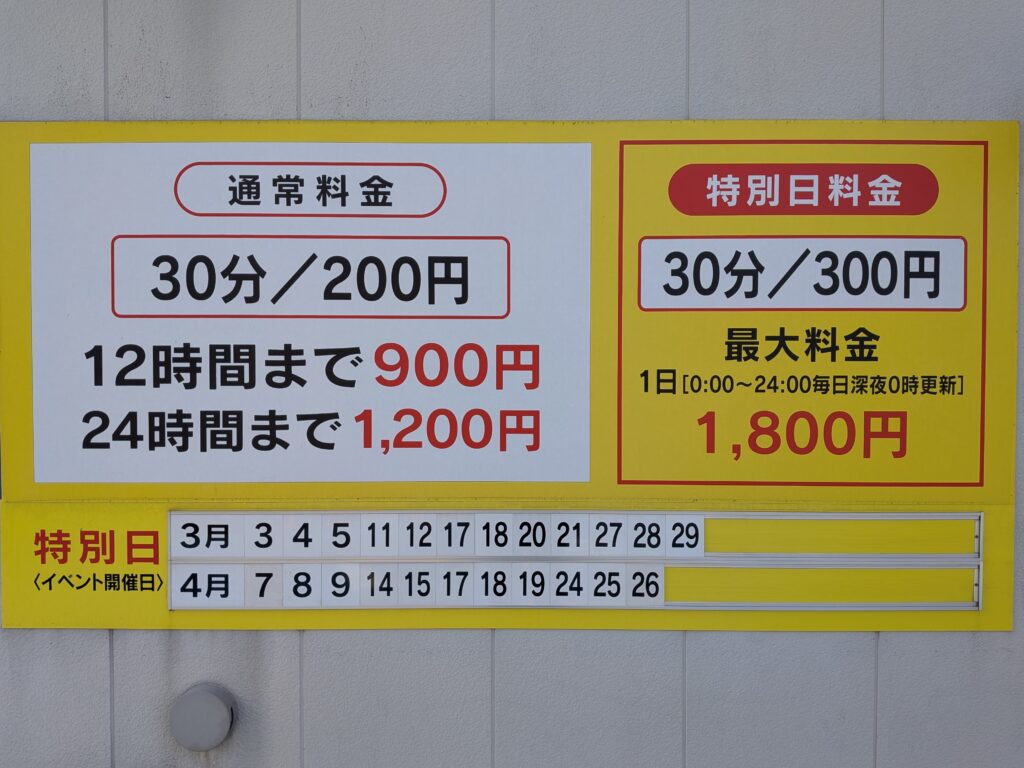 通常料金
30分／200円
12時間まで900円
24時間まで1,200円
特別日料金
30分／300円
最大料金
1日[0:00〜24:00毎日深夜0時更新]
1,800円
特別日
〈イベント開催日〉
3月 3 4 5 11 12 17 18 20 21 27 28 29
4月 7 8 9 14 15 17 18 19 24 25 26